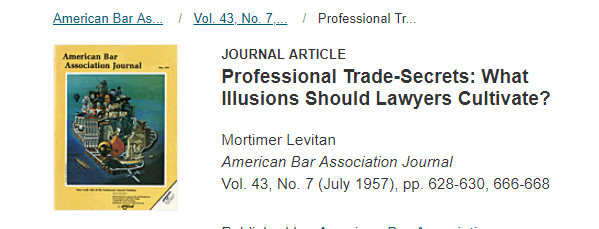 American Bar As... / Vol. 43, No. 7,... / Professional Tr...
American Bar
Association Journal
JOURNAL ARTICLE
Professional Trade-Secrets: What
Illusions Should Lawyers Cultivate?
Mortimer Levitan
American Bar Association Journal
Vol. 43, No. 7 (July 1957), pp. 628-630, 666-668